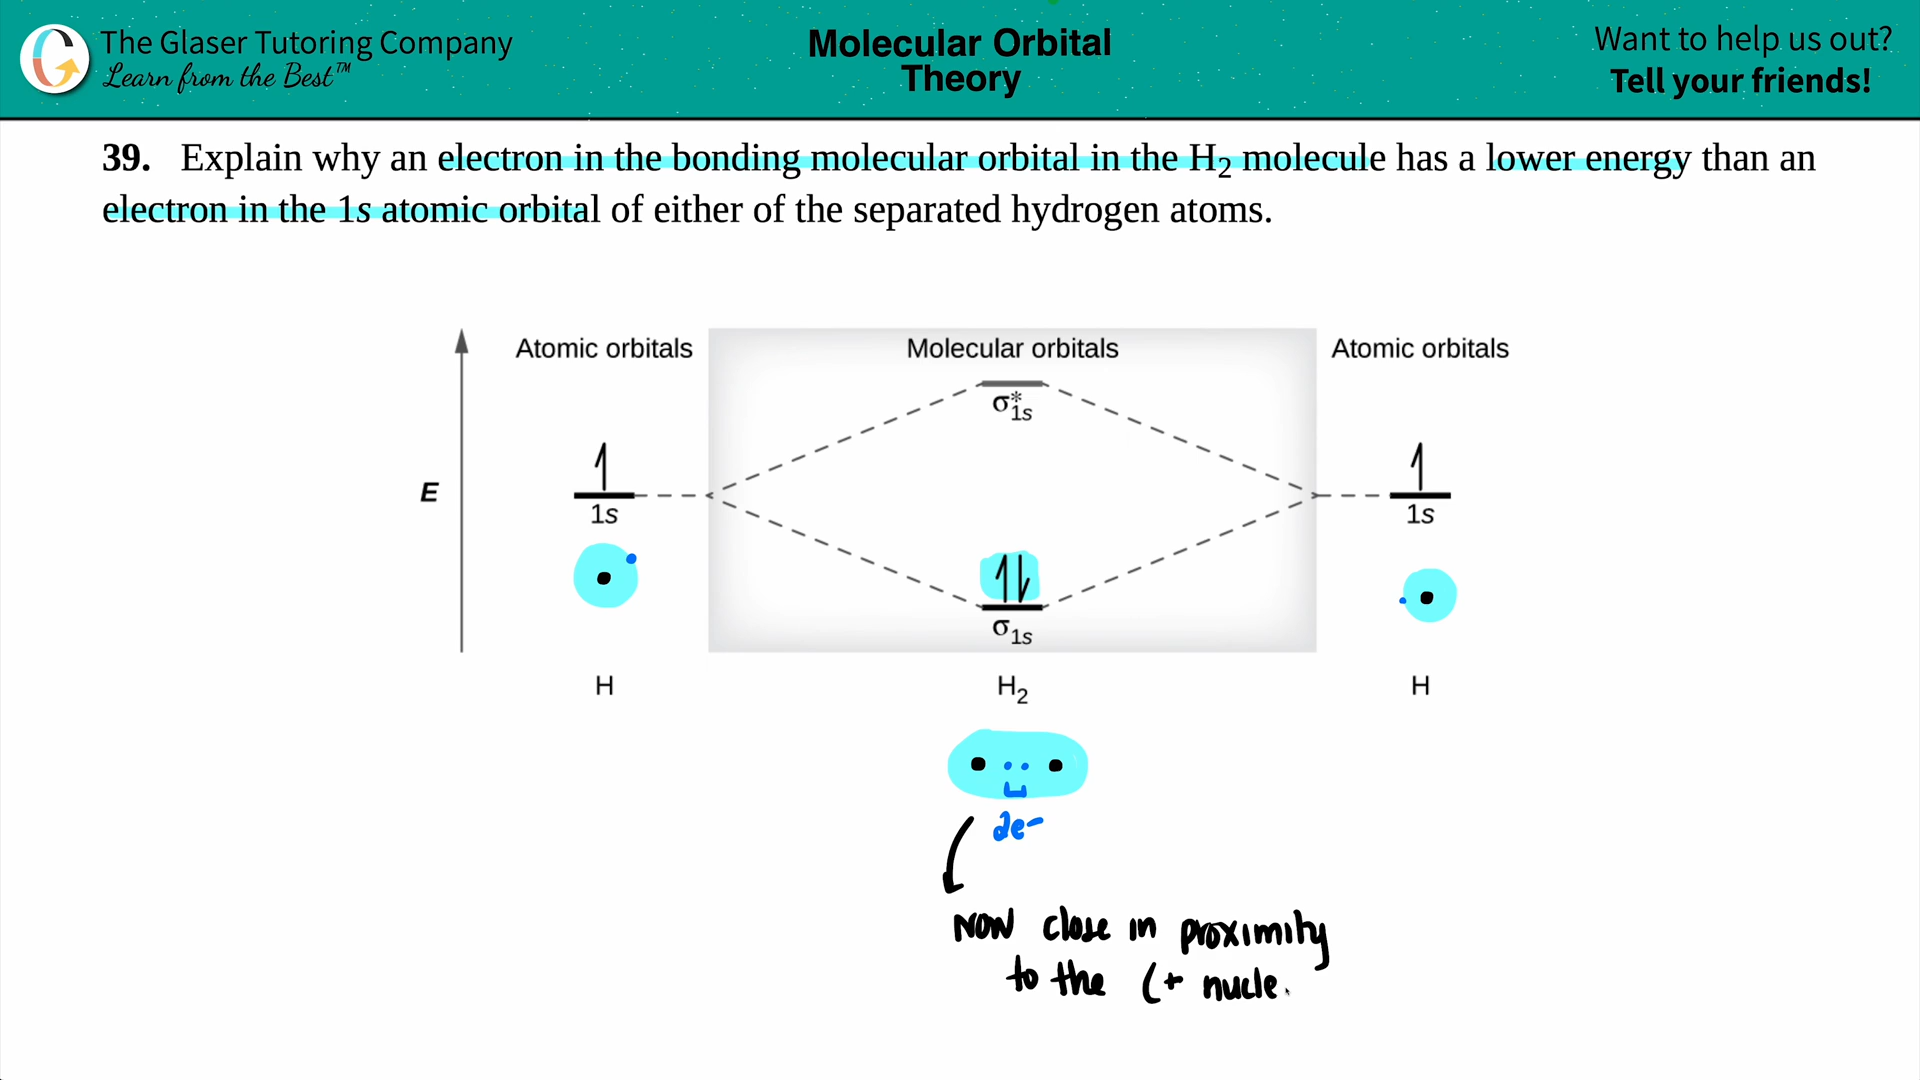 The Glaser Tutoring Company
Learn from the Best™
Molecular Orbital
Theory
Want to help us out?
Tell your friends!
39. Explain why an electron in the bonding molecular orbital in the H₂ molecule has a lower energy than an
electron in the 1s atomic orbital of either of the separated hydrogen atoms.
Atomic orbitals
Molecular orbitals
Atomic orbitals
σ*1s
E
1s
1s
σ1s
H
H₂
H
2e-
NOW close in proximity
to the (+ nucle